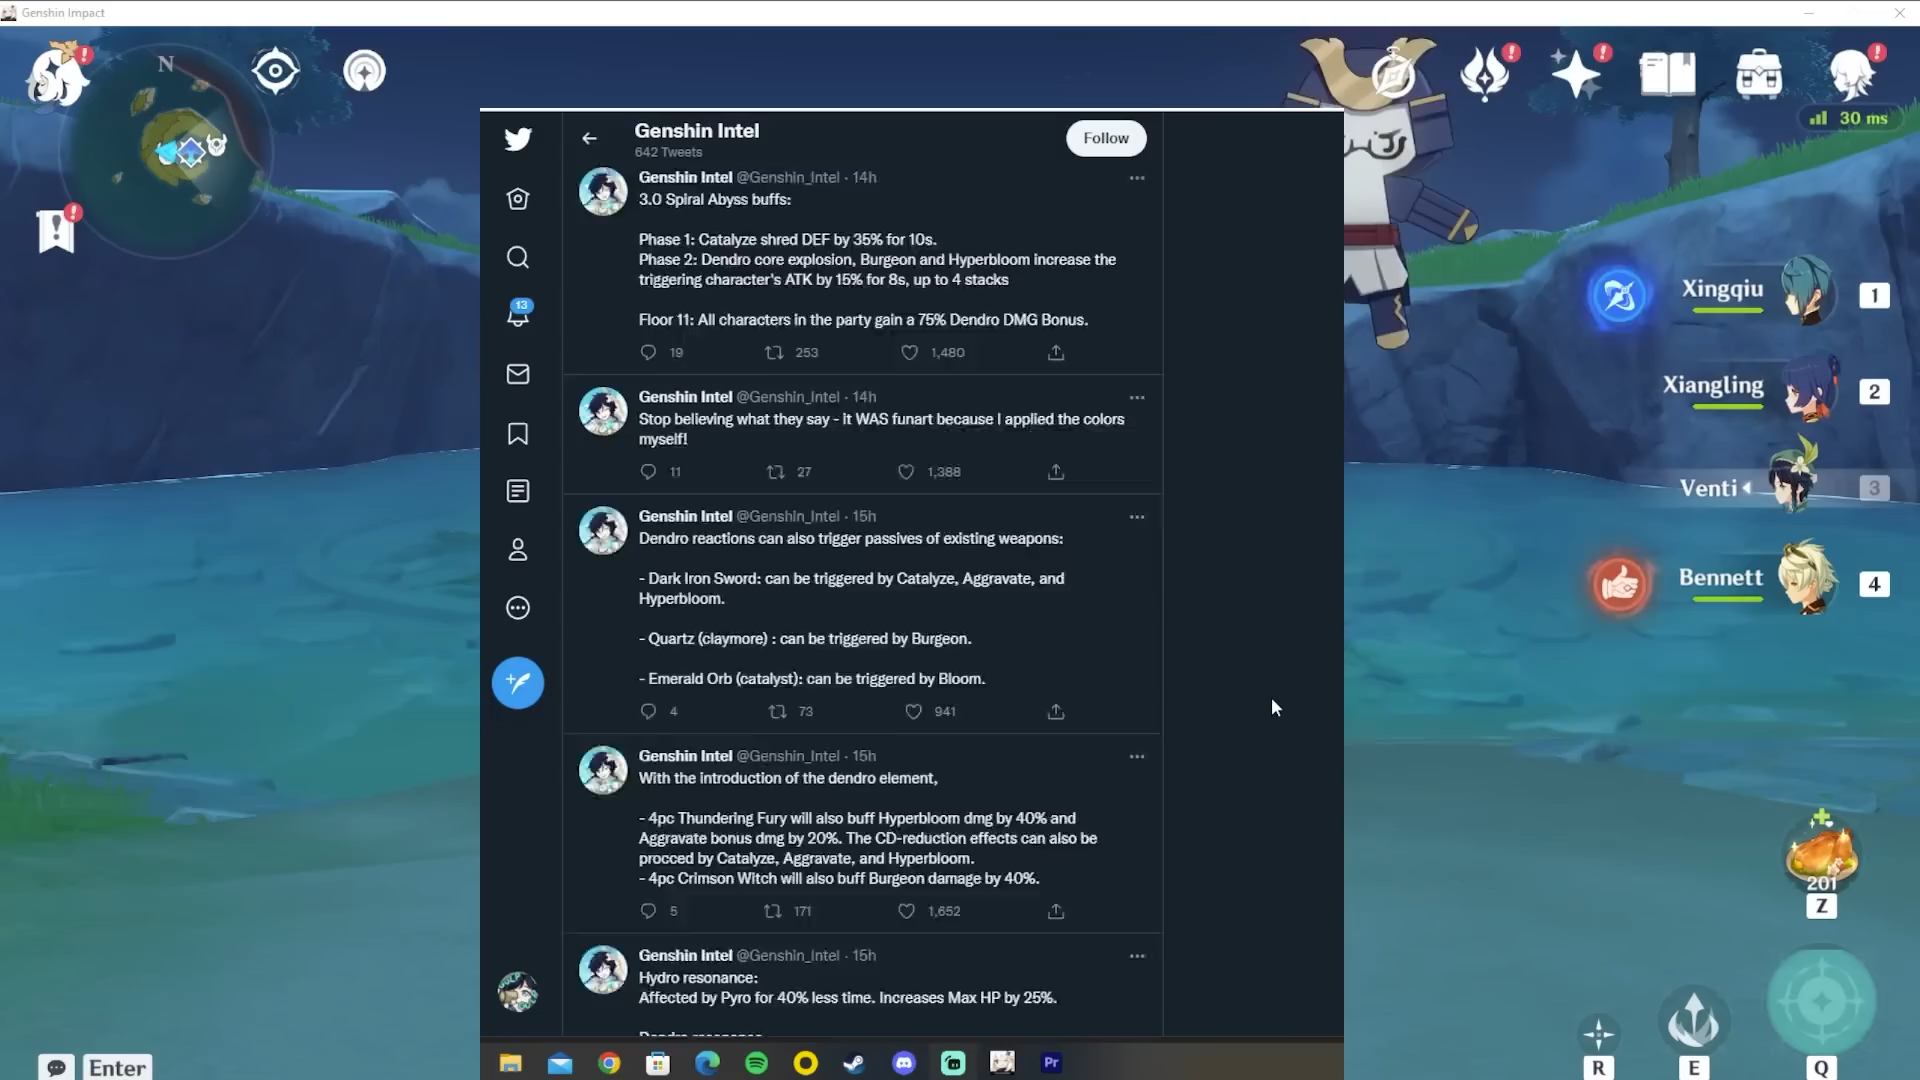 Genshin Impact
N
30 ms
Genshin Intel
642 Tweets
Follow
Genshin Intel @Genshin_Intel · 14h
3.0 Spiral Abyss buffs:
Phase 1: Catalyze shred DEF by 35% for 10s.
Phase 2: Dendro core explosion, Burgeon and Hyperbloom increase the
triggering character's ATK by 15% for 8s, up to 4 stacks
Floor 11: All characters in the party gain a 75% Dendro DMG Bonus.
19 253 1,480
Genshin Intel @Genshin_Intel · 14h
Stop believing what they say - it WAS funart because I applied the colors
myself!
11 27 1,388
Genshin Intel @Genshin_Intel · 15h
Dendro reactions can also trigger passives of existing weapons:
- Dark Iron Sword: can be triggered by Catalyze, Aggravate, and
Hyperbloom.
- Quartz (claymore) : can be triggered by Burgeon.
- Emerald Orb (catalyst): can be triggered by Bloom.
4 73 941
Genshin Intel @Genshin_Intel · 15h
With the introduction of the dendro element,
- 4pc Thundering Fury will also buff Hyperbloom dmg by 40% and
Aggravate bonus dmg by 20%. The CD-reduction effects can also be
procced by Catalyze, Aggravate, and Hyperbloom.
- 4pc Crimson Witch will also buff Burgeon damage by 40%.
5 171 1,652
Genshin Intel @Genshin_Intel · 15h
Hydro resonance:
Affected by Pyro for 40% less time. Increases Max HP by 25%.
13
Xingqiu 1
Xiangling 2
Venti 3
Bennett 4
201
Z
R
E
Q
Enter
Pr